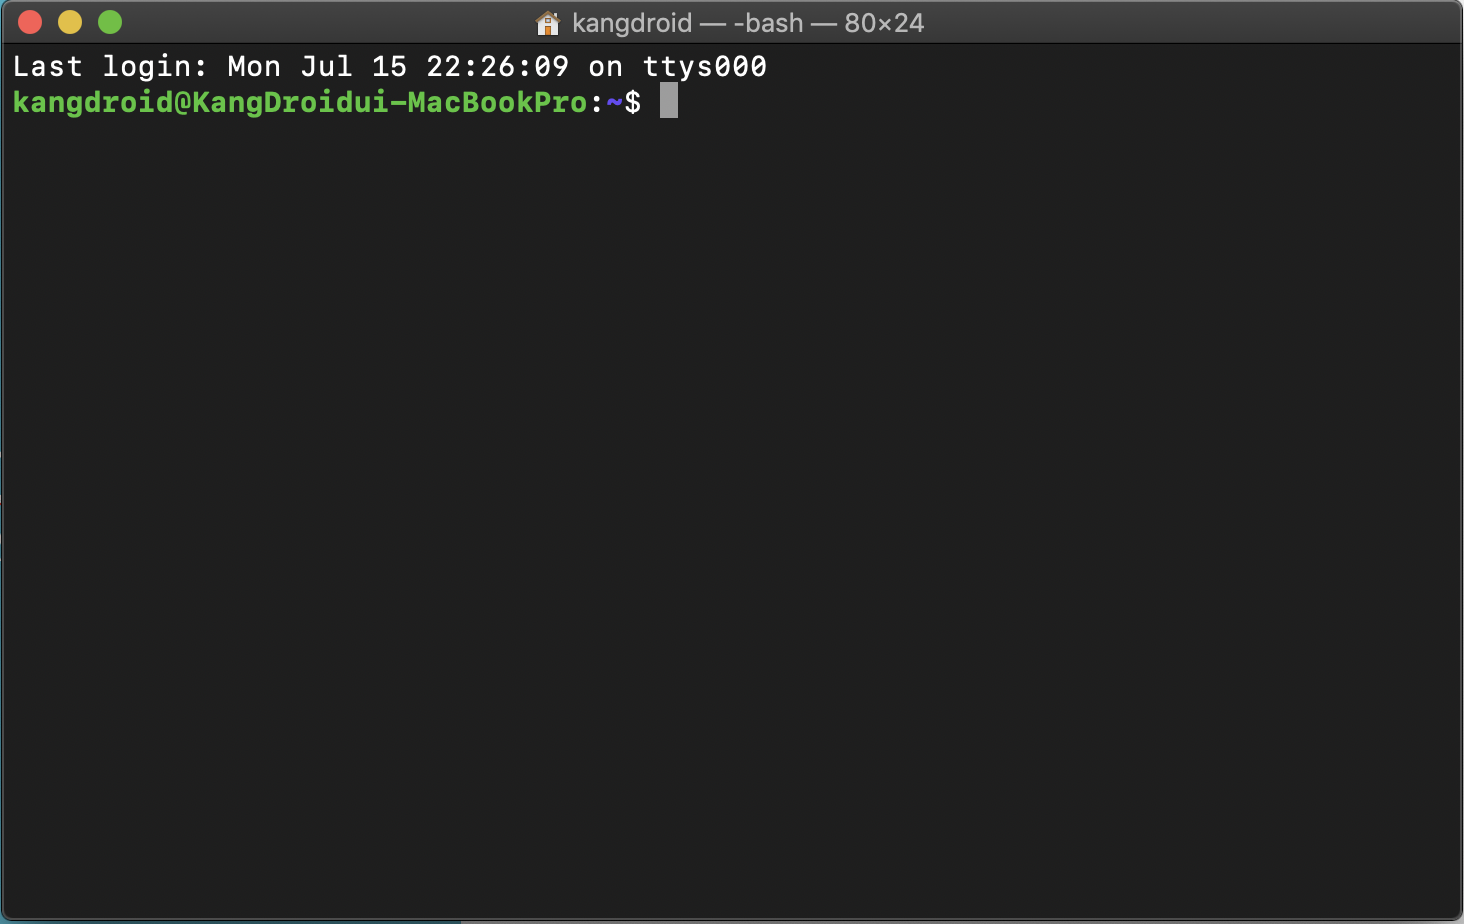 kangdroid — -bash — 80×24
Last login: Mon Jul 15 22:26:09 on ttys000
kangdroid@KangDroidui-MacBookPro:~$